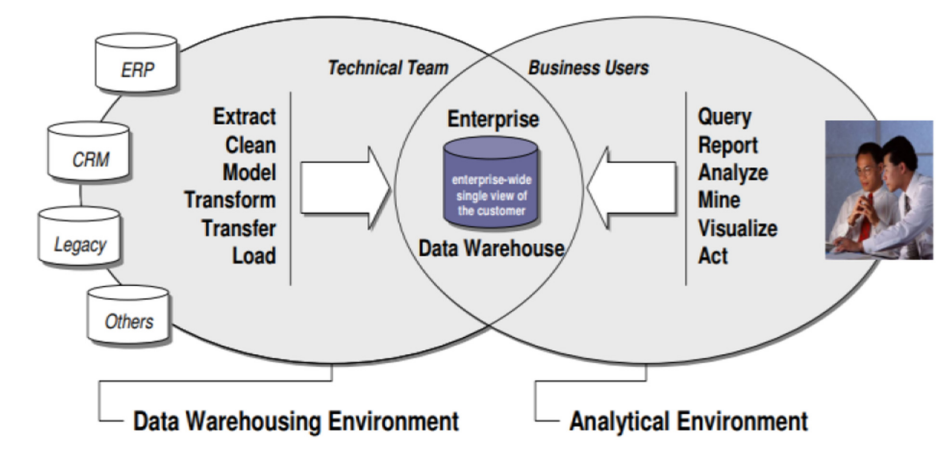 ERP
CRM
Legacy
Others
Technical Team
Extract
Clean
Model
Transform
Transfer
Load
Enterprise
enterprise-wide
single view of
the customer
Data Warehouse
Business Users
Query
Report
Analyze
Mine
Visualize
Act
Data Warehousing Environment
Analytical Environment